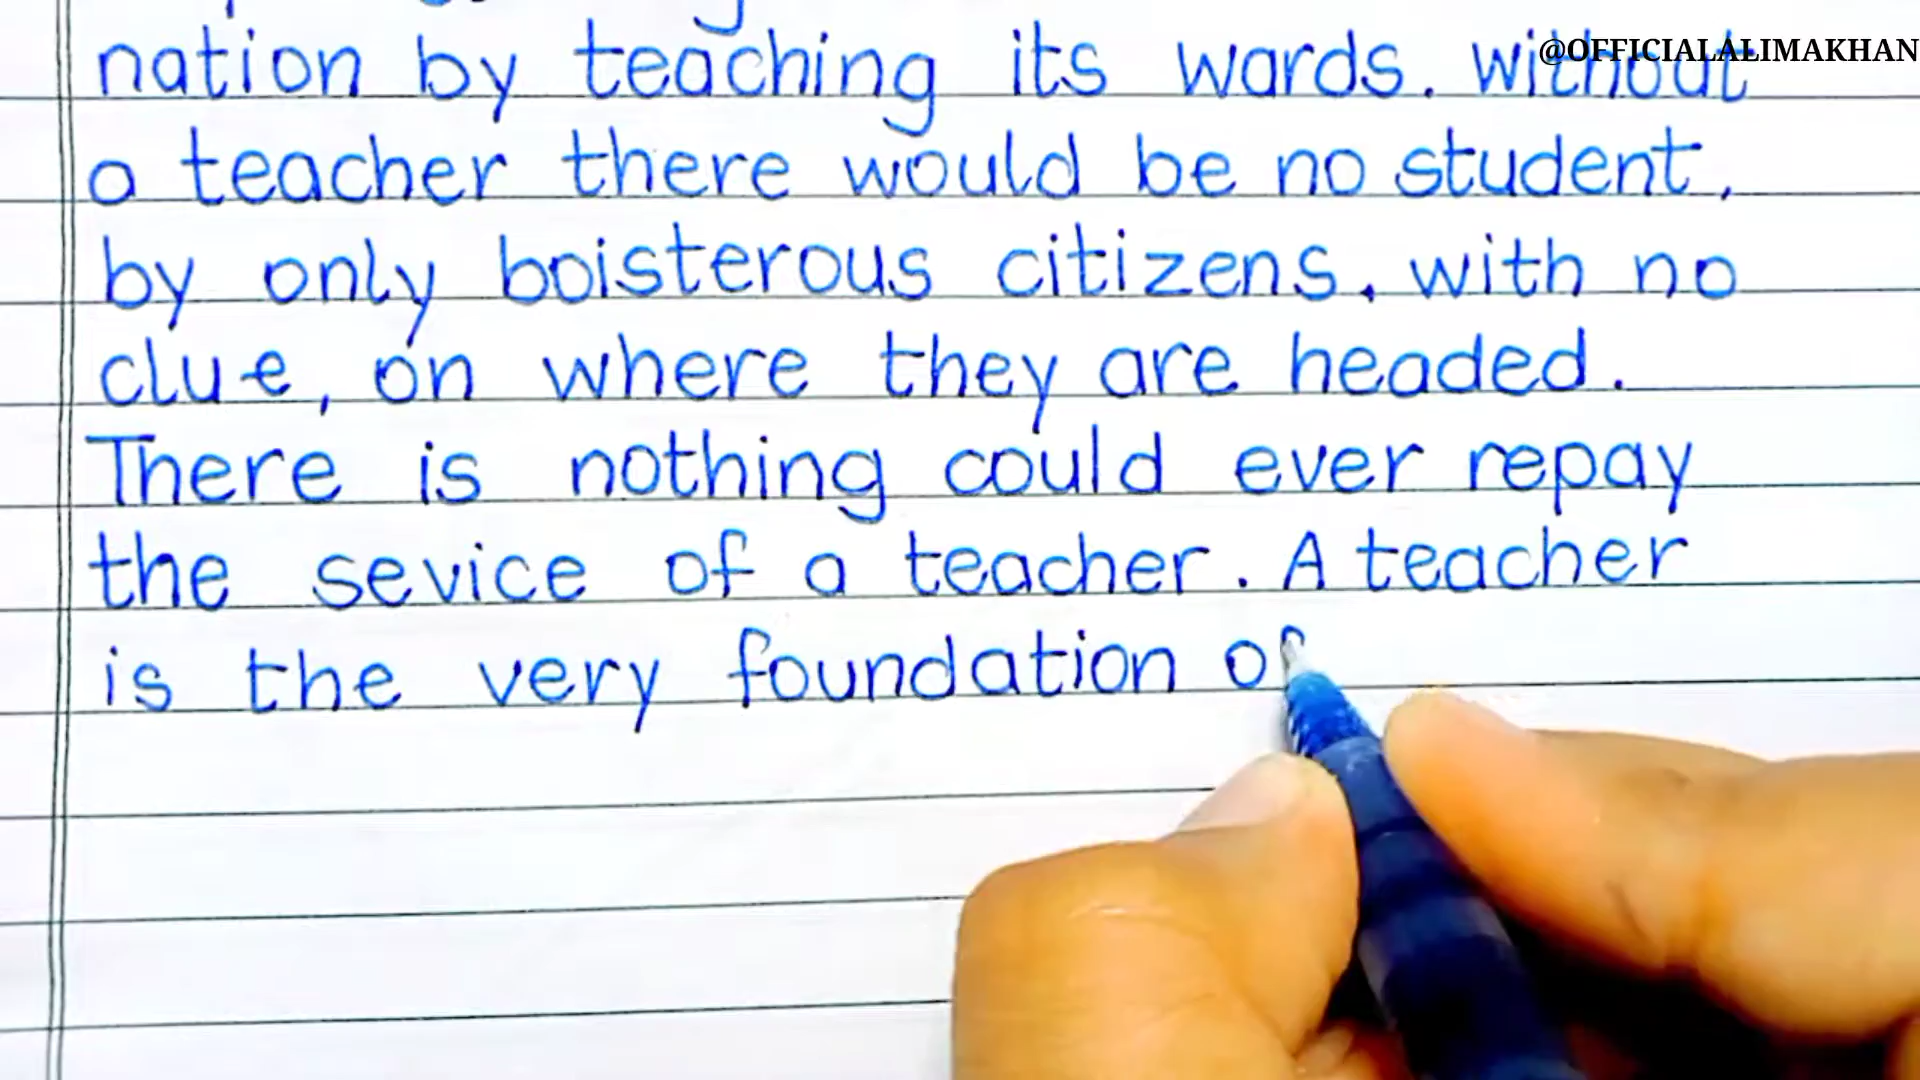 @OFFICIALALIMAKHAN
nation by teaching its wards. without
a teacher there would be no student,
by only boisterous citizens, with no
clue, on where they are headed.
There is nothing could ever repay
the sevice of a teacher. A teacher
is the very foundation of